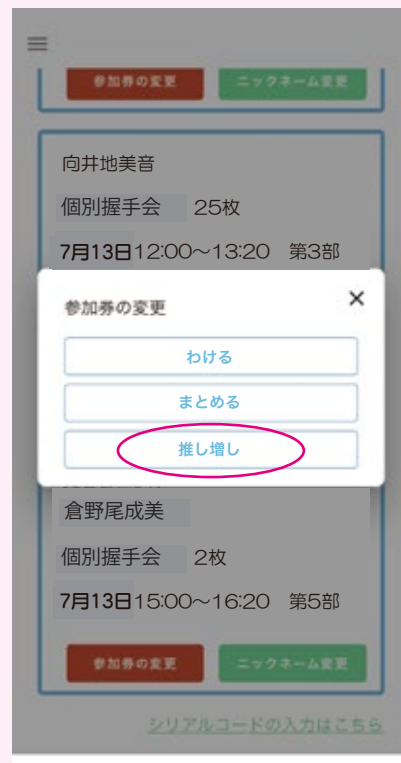 参加券の変更 ニックネーム変更
向井地美音
個別握手会 25枚
7月13日12:00～13:20 第3部
参加券の変更 ×
わける
まとめる
推し増し
倉野尾成美
個別握手会 2枚
7月13日15:00～16:20 第5部
参加券の変更 ニックネーム変更
シリアルコードの入力はこちら